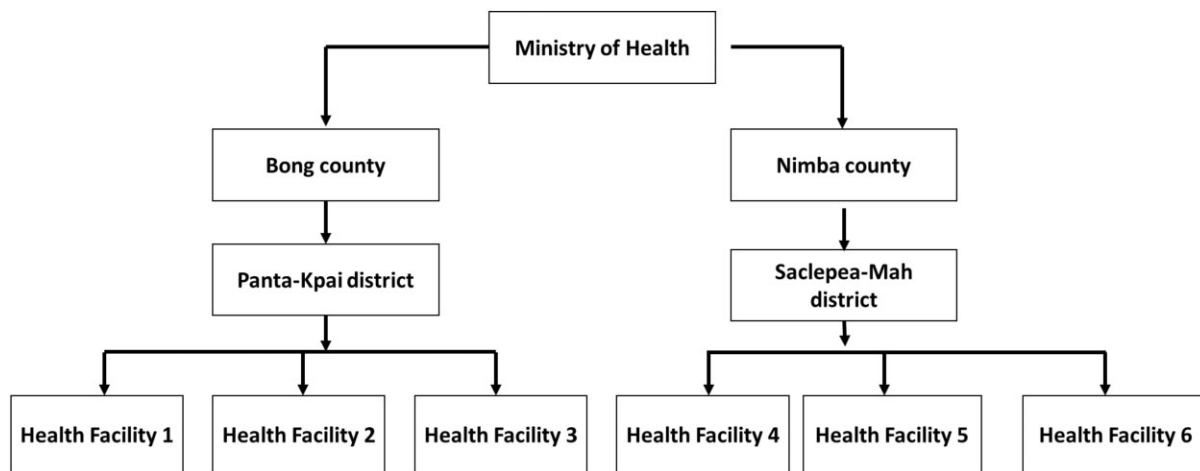 Ministry of Health
Bong county
Nimba county
Panta-Kpai district
Saclepea-Mah
district
Health Facility 1
Health Facility 2
Health Facility 3
Health Facility 4
Health Facility 5
Health Facility 6